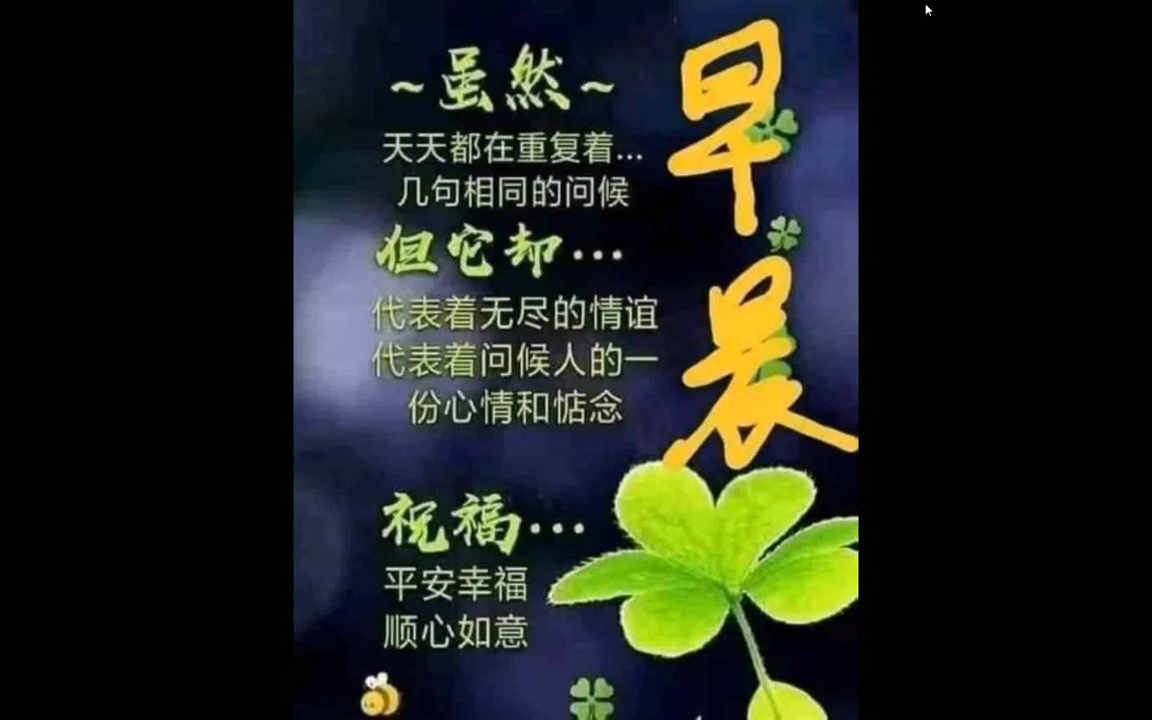 早晨
~虽然~
天天都在重复着...
几句相同的问候
但它却...
代表着无尽的情谊
代表着问候人的一
份心情和惦念
祝福...
平安幸福
顺心如意